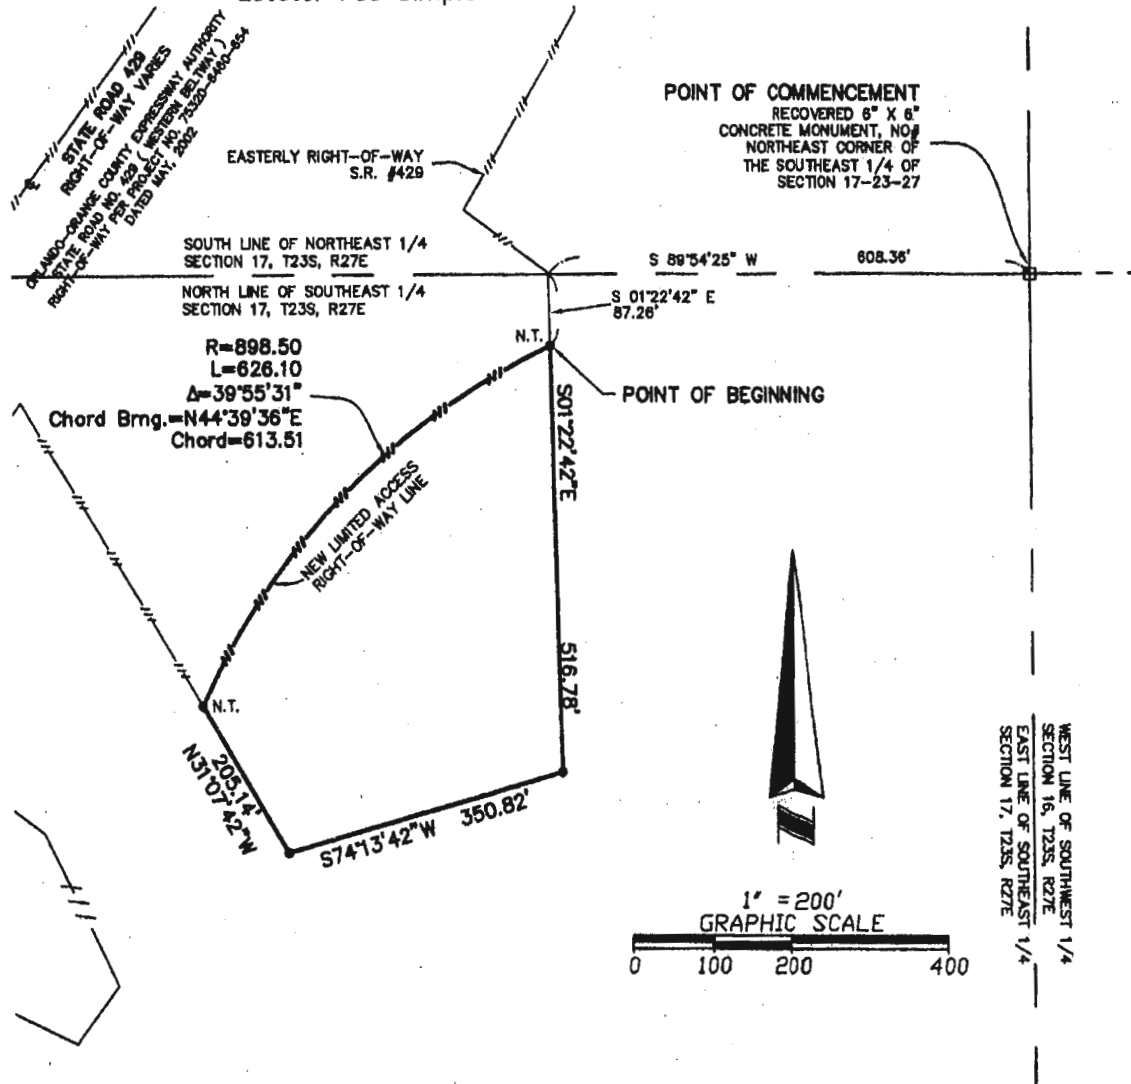 STATE ROAD 429
RIGHT-OF-WAY VARIES
ORLANDO-ORANGE COUNTY EXPRESSWAY AUTHORITY
STATE ROAD NO. 429 ( WESTERN BELTWAY )
RIGHT-OF-WAY PER PROJECT NO. 75320-6460-654
DATED MAY, 2002
EASTERLY RIGHT-OF-WAY
S.R. #429
POINT OF COMMENCEMENT
RECOVERED 6" X 6"
CONCRETE MONUMENT, NO#
NORTHEAST CORNER OF
THE SOUTHEAST 1/4 OF
SECTION 17-23-27
SOUTH LINE OF NORTHEAST 1/4
SECTION 17, T23S, R27E
NORTH LINE OF SOUTHEAST 1/4
SECTION 17, T23S, R27E
S 89°54'25" W
608.36'
S 01°22'42" E
87.26'
N.T.
R=898.50
L=626.10
Δ=39°55'31"
Chord Brng.=N44°39'36"E
Chord=613.51
POINT OF BEGINNING
S01°22'42"E
516.78'
NEW LIMITED ACCESS
RIGHT-OF-WAY LINE
N.T.
205.14'
N31°07'42"W
S74°13'42"W
350.82'
WEST LINE OF SOUTHWEST 1/4
SECTION 16, T23S, R27E
EAST LINE OF SOUTHEAST 1/4
SECTION 17, T23S, R27E
1" = 200'
GRAPHIC SCALE
0 100 200 400